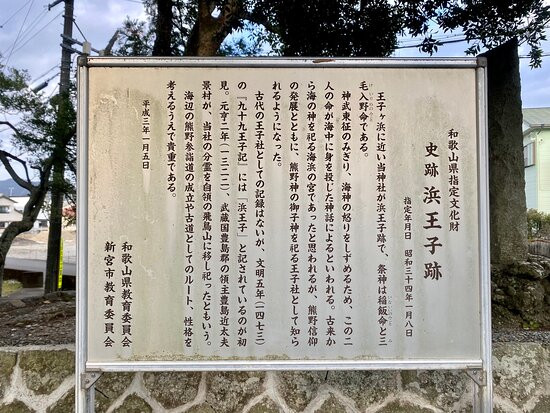 和歌山県指定文化財
史跡 浜王子跡
指定年月日 昭和三十四年一月八日
王子ヶ浜に近い当神社が浜王子跡で、祭神は稲飯命と三
毛入野命である。
神武東征のみぎり、海神の怒りをしずめるため、この二
人の命が海中に身を投じた神話によるといわれる。古来か
ら海の神を祀る海浜の宮であったと思われるが、熊野信仰
の発展とともに、熊野神の御子神を祀る王子社として知ら
れるようになった。
古代の王子社としての記録はないが、文明五年(一四七三)
の『九十九王子記』には「浜王子」と記されているのが初
見。元亨二年(一三二二)、武蔵国豊島郡の領主豊島近太夫
景村が、当社の分霊を自領の飛鳥山に移し祀ったともいう。
海辺の熊野参詣道の成立や古道としてのルート、性格を
考えるうえで貴重である。
平成三年一月五日
和歌山県教育委員会
新宮市教育委員会